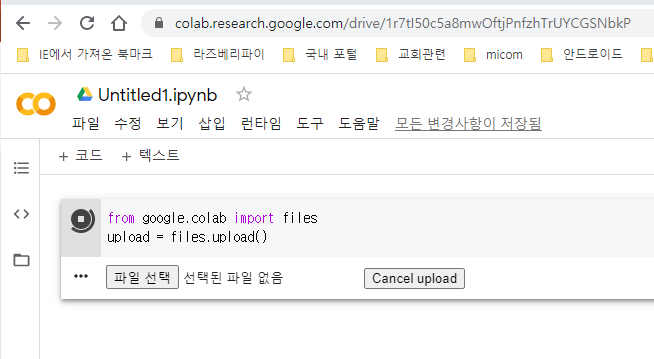 colab.research.google.com/drive/1r7tI50c5a8mwOftjPnfzhTrUYCGSNbkP
IE에서 가져온 북마크 라즈베리파이 국내 포털 교회관련 micom 안드로이드
CO Untitled1.ipynb
파일 수정 보기 삽입 런타임 도구 도움말 모든 변경사항이 저장됨
+ 코드 + 텍스트
from google.colab import files
upload = files.upload()
파일 선택 선택된 파일 없음 Cancel upload